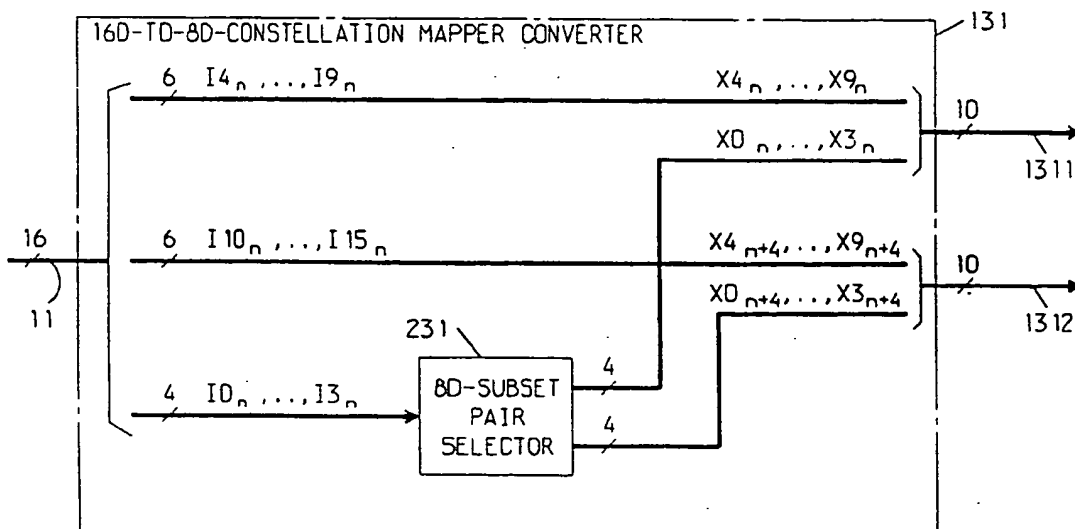 16D-TO-8D-CONSTELLATION MAPPER CONVERTER
131
6 I4n ,...,I9n X4n ,...,X9n
10
X0n ,...,X3n
1311
16
11
6 I10n ,...,I15n X4n+4,...,X9n+4
10
X0n+4,...,X3n+4
1312
231
4 I0n ,...,I3n
8D-SUBSET
PAIR
SELECTOR
4
4